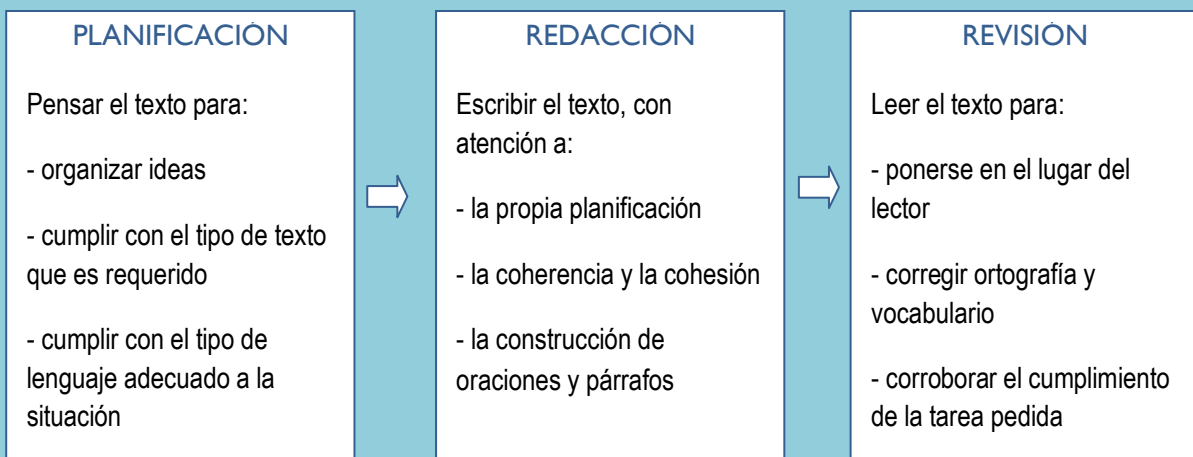 PLANIFICACIÓN
Pensar el texto para:
- organizar ideas
- cumplir con el tipo de texto
que es requerido
- cumplir con el tipo de
lenguaje adecuado a la
situación
REDACCIÓN
Escribir el texto, con
atención a:
- la propia planificación
- la coherencia y la cohesión
- la construcción de
oraciones y párrafos
REVISIÓN
Leer el texto para:
- ponerse en el lugar del
lector
- corregir ortografía y
vocabulario
- corroborar el cumplimiento
de la tarea pedida